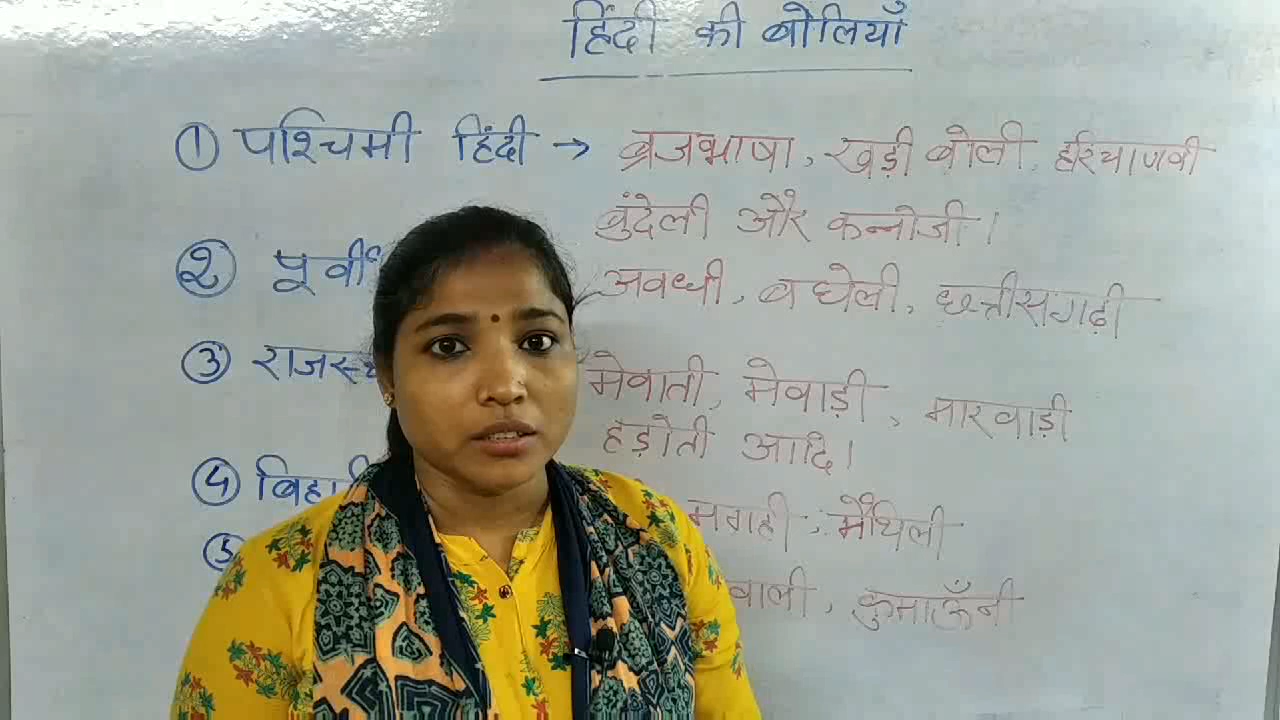 हिंदी की बोलियाँ
① पश्चिमी हिंदी → ब्रजभाषा, खड़ी बोली, हरियाणवी
बुंदेली और कन्नोजी।
② पूर्वी अवधी, बघेली, छत्तीसगढ़ी
③ मेवाती, मेवाड़ी, मारवाड़ी
हड़ोती आदि।
④ मगही, मैथिली
⑤ कुमाऊँनी